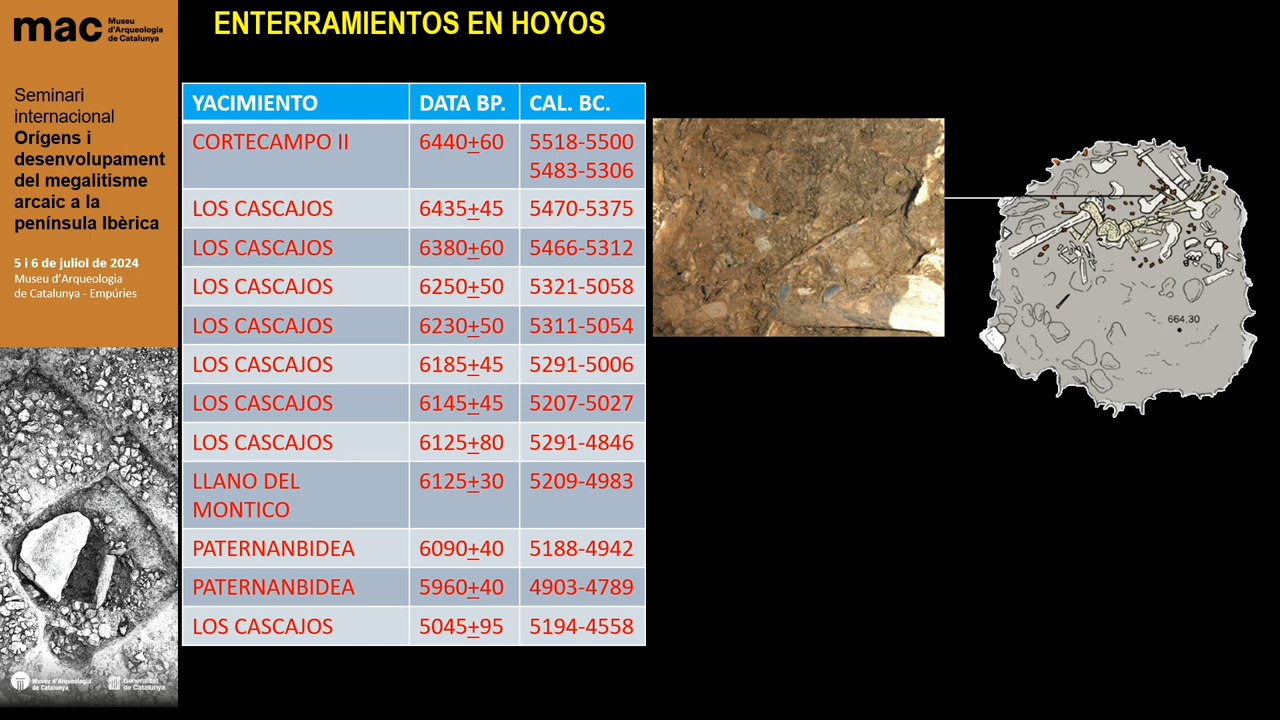 mac Museu
d'Arqueologia
de Catalunya
Seminari
internacional
Orígens i
desenvolupament
del megalitisme
arcaic a la
península Ibèrica
5 i 6 de juliol de 2024
Museu d'Arqueologia
de Catalunya - Empúries
Museu d'Arqueologia
de Catalunya
Generalitat
de Catalunya
ENTERRAMIENTOS EN HOYOS
YACIMIENTO DATA BP. CAL. BC.
CORTECAMPO II 6440±60 5518-5500
5483-5306
LOS CASCAJOS 6435±45 5470-5375
LOS CASCAJOS 6380±60 5466-5312
LOS CASCAJOS 6250±50 5321-5058
LOS CASCAJOS 6230±50 5311-5054
LOS CASCAJOS 6185±45 5291-5006
LOS CASCAJOS 6145±45 5207-5027
LOS CASCAJOS 6125±80 5291-4846
LLANO DEL
MONTICO 6125±30 5209-4983
PATERNANBIDEA 6090±40 5188-4942
PATERNANBIDEA 5960±40 4903-4789
LOS CASCAJOS 5045±95 5194-4558
664.30